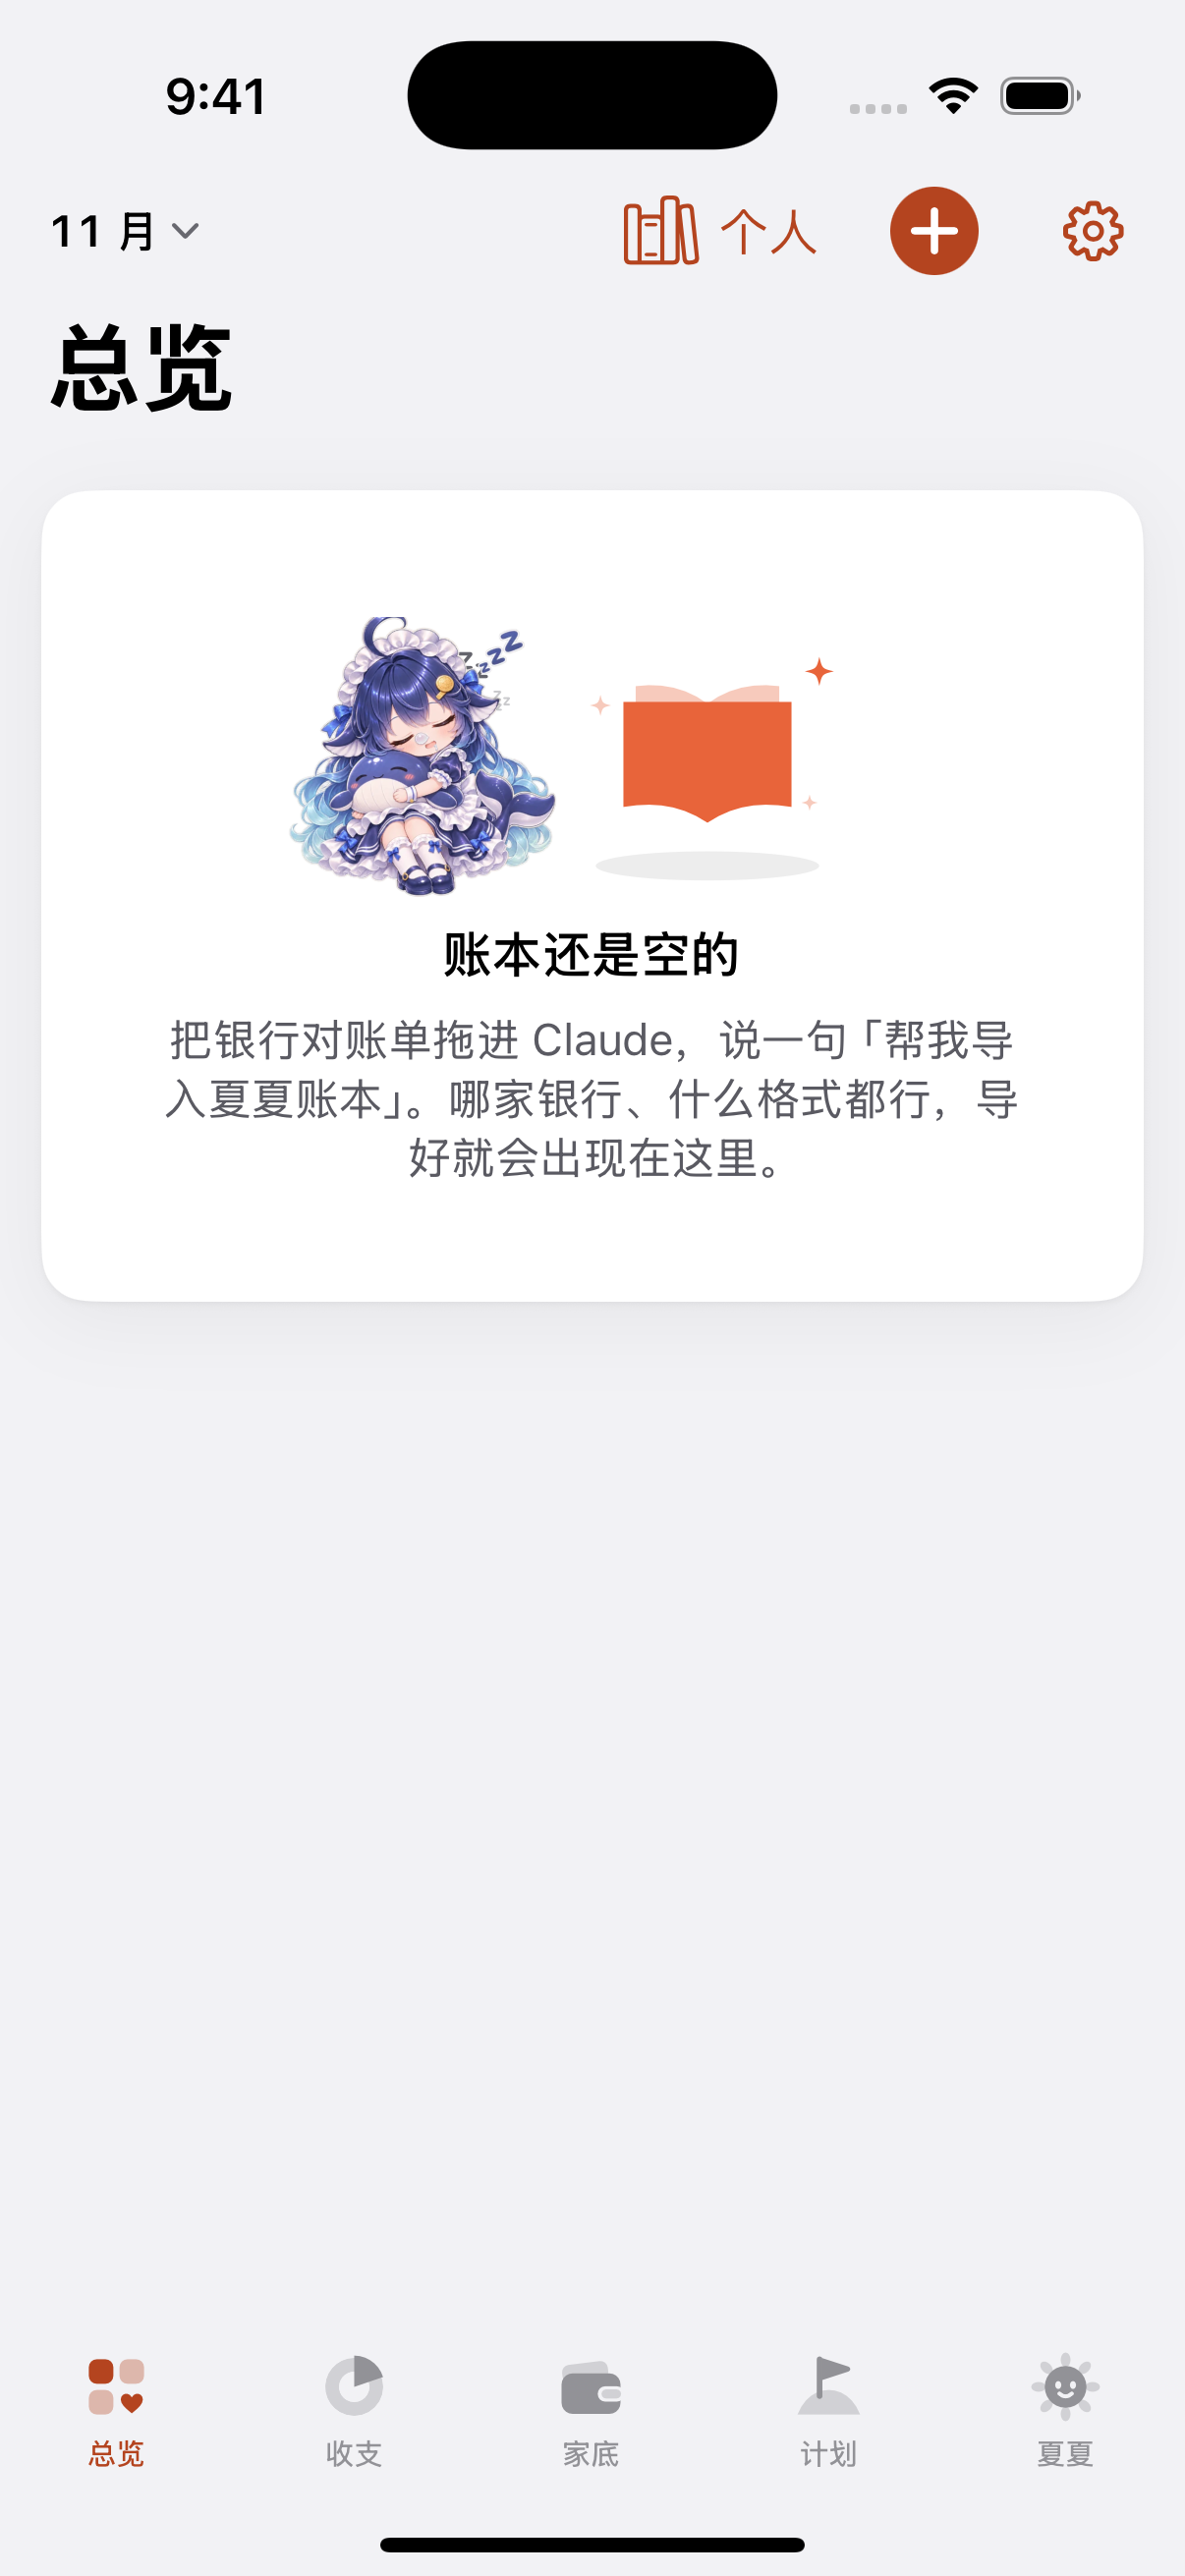 9:41
11 月
个人
总览
zzz
zz
账本还是空的
把银行对账单拖进 Claude，说一句「帮我导
入夏夏账本」。哪家银行、什么格式都行，导
好就会出现在这里。
总览
收支
家底
计划
夏夏